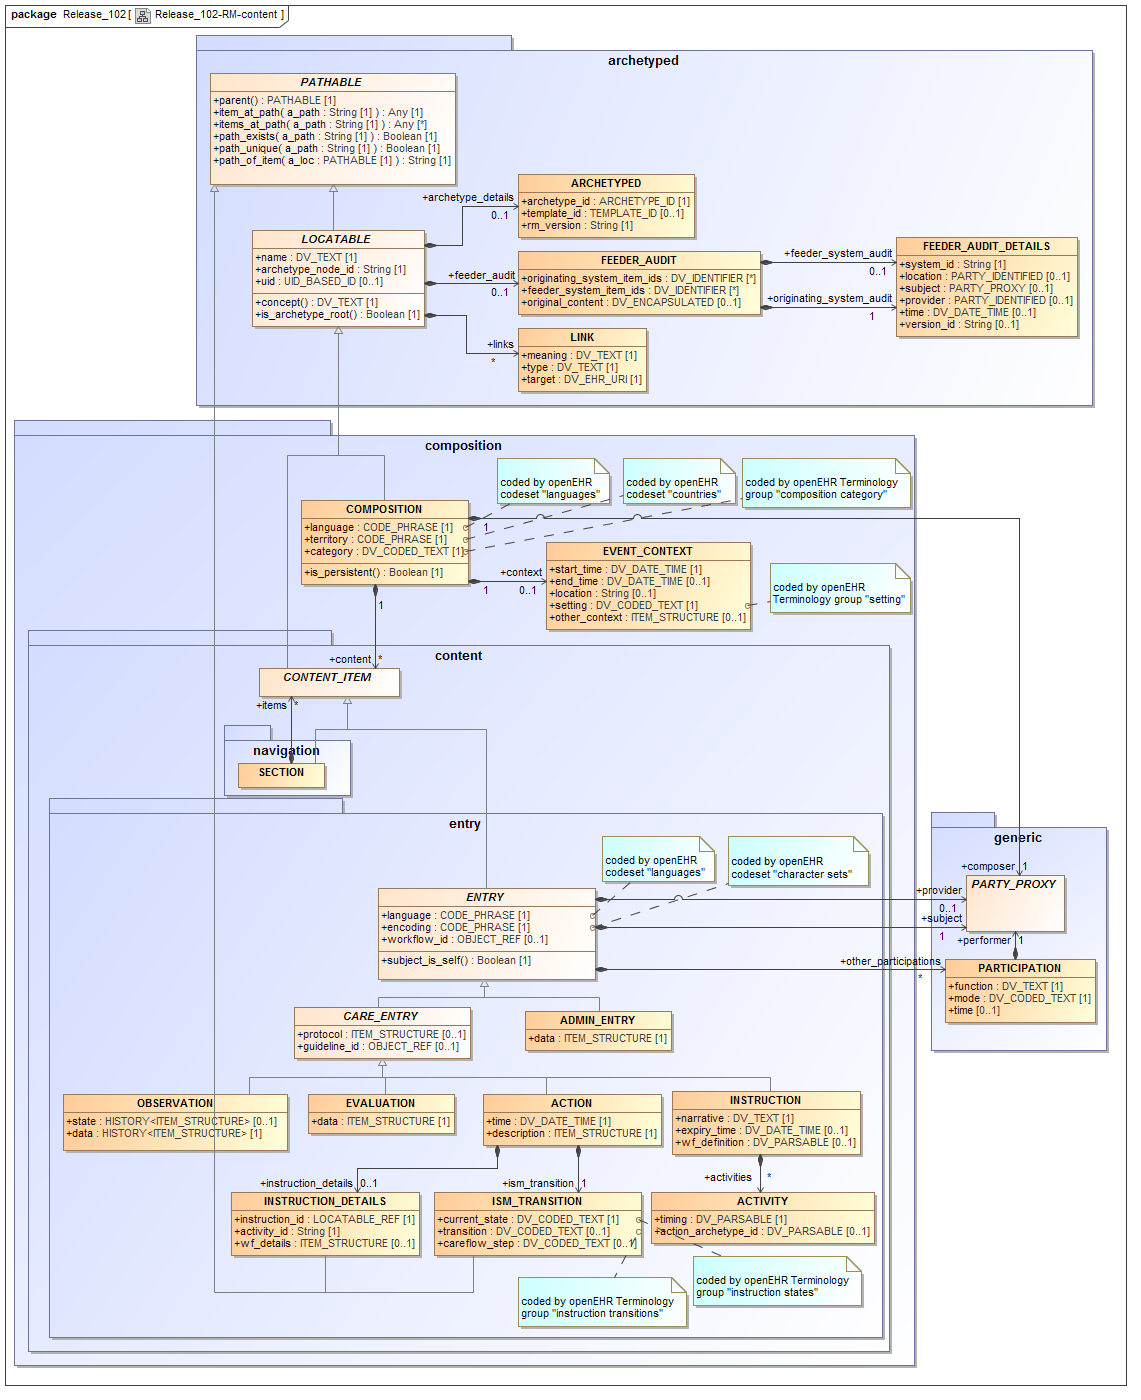 package Release_102 [ Release_102-RM-content ]
archetyped
PATHABLE
+parent() : PATHABLE [1]
+item_at_path( a_path : String [1] ) : Any [1]
+items_at_path( a_path : String [1] ) : Any [*]
+path_exists( a_path : String [1] ) : Boolean [1]
+path_unique( a_path : String [1] ) : Boolean [1]
+path_of_item( a_loc : PATHABLE [1] ) : String [1]
+archetype_details
0..1
ARCHETYPED
+archetype_id : ARCHETYPE_ID [1]
+template_id : TEMPLATE_ID [0..1]
+rm_version : String [1]
LOCATABLE
+name : DV_TEXT [1]
+archetype_node_id : String [1]
+uid : UID_BASED_ID [0..1]
+concept() : DV_TEXT [1]
+is_archetype_root() : Boolean [1]
+feeder_audit
0..1
FEEDER_AUDIT
+originating_system_item_ids : DV_IDENTIFIER [*]
+feeder_system_item_ids : DV_IDENTIFIER [*]
+original_content : DV_ENCAPSULATED [0..1]
+feeder_system_audit
0..1
+originating_system_audit
1
FEEDER_AUDIT_DETAILS
+system_id : String [1]
+location : PARTY_IDENTIFIED [0..1]
+subject : PARTY_PROXY [0..1]
+provider : PARTY_IDENTIFIED [0..1]
+time : DV_DATE_TIME [0..1]
+version_id : String [0..1]
+links
*
LINK
+meaning : DV_TEXT [1]
+type : DV_TEXT [1]
+target : DV_EHR_URI [1]
composition
coded by openEHR
codeset "languages"
coded by openEHR
codeset "countries"
coded by openEHR Terminology
group "composition category"
COMPOSITION
+language : CODE_PHRASE [1]
+territory : CODE_PHRASE [1]
+category : DV_CODED_TEXT [1]
+is_persistent() : Boolean [1]
1
1
+context
0..1
EVENT_CONTEXT
+start_time : DV_DATE_TIME [1]
+end_time : DV_DATE_TIME [0..1]
+location : String [0..1]
+setting : DV_CODED_TEXT [1]
+other_context : ITEM_STRUCTURE [0..1]
coded by openEHR
Terminology group "setting"
1
content
+content *
CONTENT_ITEM
+items *
navigation
SECTION
entry
generic
coded by openEHR
codeset "languages"
coded by openEHR
codeset "character sets"
+composer 1
PARTY_PROXY
ENTRY
+language : CODE_PHRASE [1]
+encoding : CODE_PHRASE [1]
+workflow_id : OBJECT_REF [0..1]
+subject_is_self() : Boolean [1]
+provider
0..1
+subject
1
+performer 1
+other_participations
*
PARTICIPATION
+function : DV_TEXT [1]
+mode : DV_CODED_TEXT [1]
+time [0..1]
CARE_ENTRY
+protocol : ITEM_STRUCTURE [0..1]
+guideline_id : OBJECT_REF [0..1]
ADMIN_ENTRY
+data : ITEM_STRUCTURE [1]
OBSERVATION
+state : HISTORY<ITEM_STRUCTURE> [0..1]
+data : HISTORY<ITEM_STRUCTURE> [1]
EVALUATION
+data : ITEM_STRUCTURE [1]
ACTION
+time : DV_DATE_TIME [1]
+description : ITEM_STRUCTURE [1]
INSTRUCTION
+narrative : DV_TEXT [1]
+expiry_time : DV_DATE_TIME [0..1]
+wf_definition : DV_PARSABLE [0..1]
+instruction_details 0..1
+ism_transition 1
+activities *
INSTRUCTION_DETAILS
+instruction_id : LOCATABLE_REF [1]
+activity_id : String [1]
+wf_details : ITEM_STRUCTURE [0..1]
ISM_TRANSITION
+current_state : DV_CODED_TEXT [1]
+transition : DV_CODED_TEXT [0..1]
+careflow_step : DV_CODED_TEXT [0..1]
ACTIVITY
+timing : DV_PARSABLE [1]
+action_archetype_id : DV_PARSABLE [0..1]
coded by openEHR Terminology
group "instruction transitions"
coded by openEHR Terminology
group "instruction states"